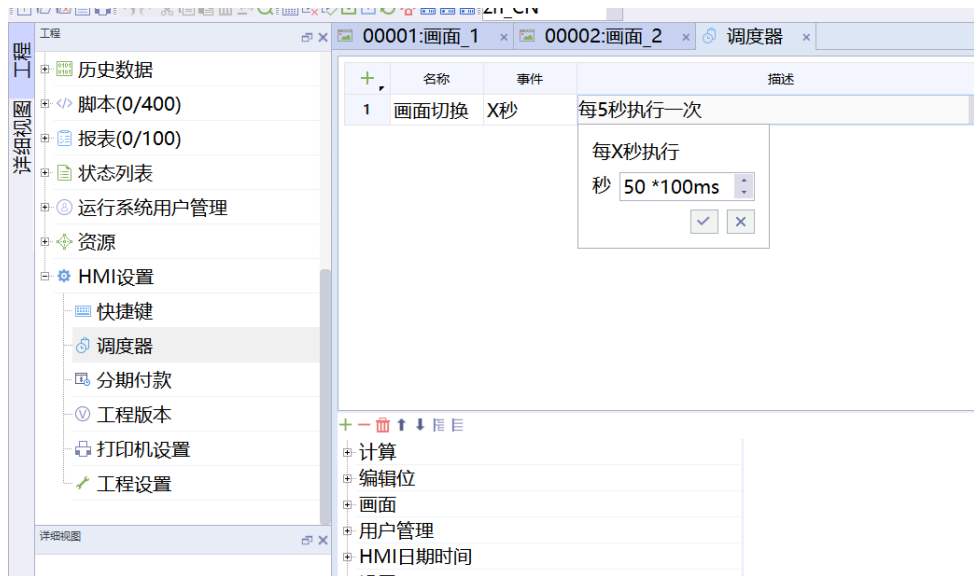 zh_CN
工程
详细视图
工程
历史数据
脚本(0/400)
报表(0/100)
状态列表
运行系统用户管理
资源
HMI设置
快捷键
调度器
分期付款
工程版本
打印机设置
工程设置
详细视图
00001:画面_1
00002:画面_2
调度器
名称 事件 描述
1 画面切换 X秒 每5秒执行一次
每X秒执行
秒 50 *100ms
计算
编辑位
画面
用户管理
HMI日期时间